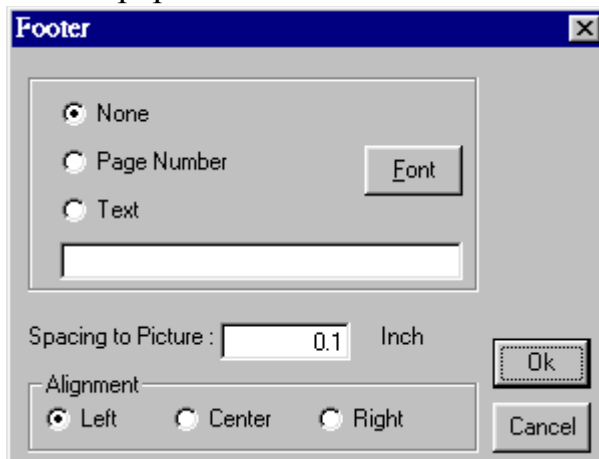 Footer
None
Page Number
Font
Text
Spacing to Picture : 0.1 Inch
Ok
Alignment
Left Center Right
Cancel